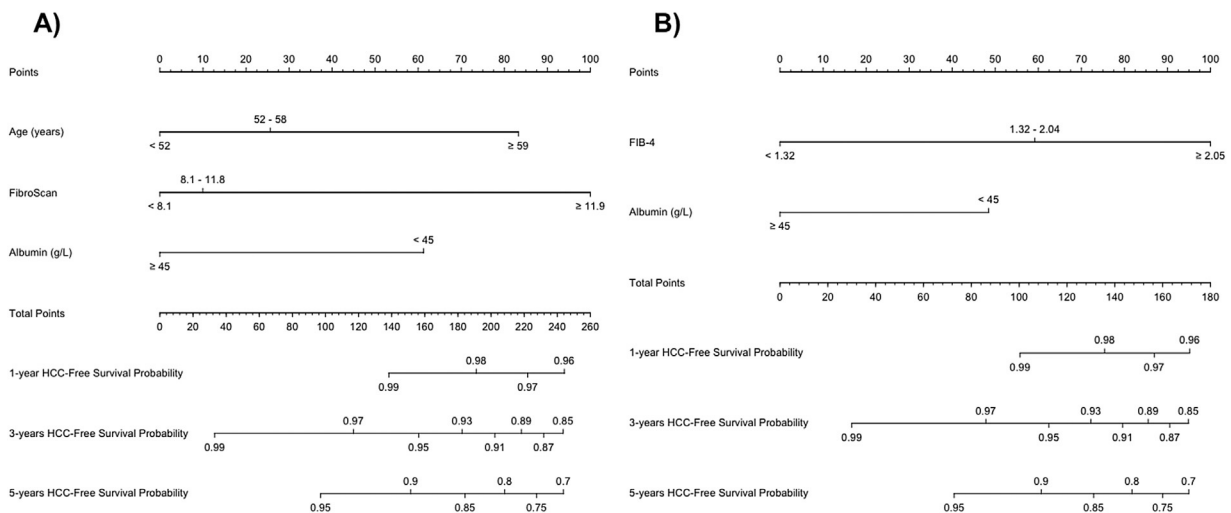 A)
0 10 20 30 40 50 60 70 80 90 100
Points
52 - 58
Age (years)
< 52 ≥ 59
8.1 - 11.8
FibroScan
< 8.1 ≥ 11.9
< 45
Albumin (g/L)
≥ 45
Total Points
0 20 40 60 80 100 120 140 160 180 200 220 240 260
0.98 0.96
1-year HCC-Free Survival Probability
0.99 0.97
0.97 0.93 0.89 0.85
3-years HCC-Free Survival Probability
0.99 0.95 0.91 0.87
0.9 0.8 0.7
5-years HCC-Free Survival Probability
0.95 0.85 0.75
B)
0 10 20 30 40 50 60 70 80 90 100
Points
1.32 - 2.04
FIB-4
< 1.32 ≥ 2.05
< 45
Albumin (g/L)
≥ 45
Total Points
0 20 40 60 80 100 120 140 160 180
0.98 0.96
1-year HCC-Free Survival Probability
0.99 0.97
0.97 0.93 0.89 0.85
3-years HCC-Free Survival Probability
0.99 0.95 0.91 0.87
0.9 0.8 0.7
5-years HCC-Free Survival Probability
0.95 0.85 0.75